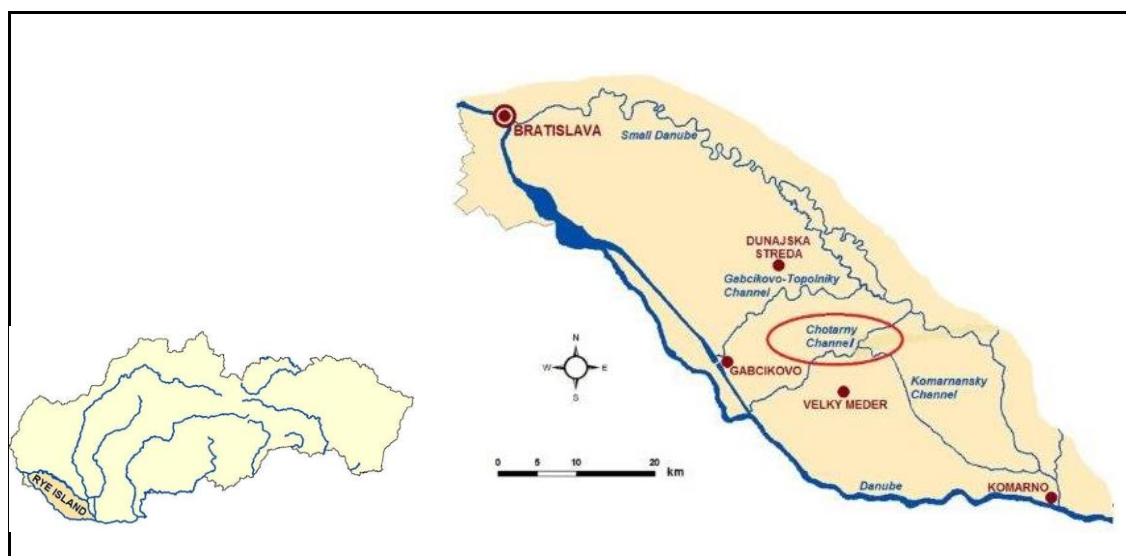 BRATISLAVA
Small Danube
DUNAJSKA
STREDA
Gabcikovo-Topolniky
Channel
Chotarny
Channel
GABCIKOVO
VELKY MEDER
Komarnansky
Channel
N
W E
S
0 5 10 20 km
Danube
KOMARNO
RYE ISLAND